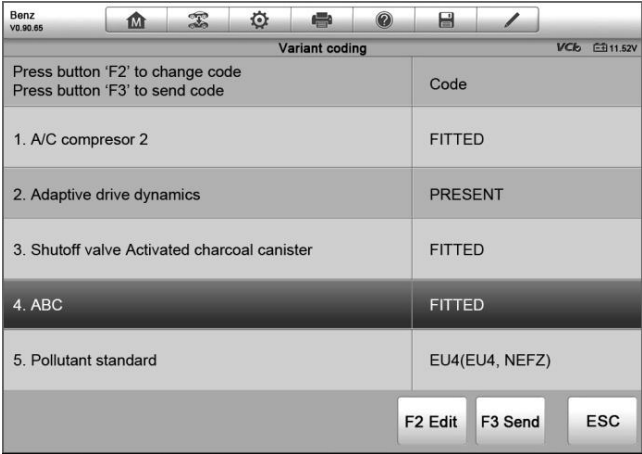 Benz
V0.90.65
M
Variant coding
VCI
11.52V
Press button ‘F2’ to change code
Press button ‘F3’ to send code
Code
1. A/C compresor 2
FITTED
2. Adaptive drive dynamics
PRESENT
3. Shutoff valve Activated charcoal canister
FITTED
4. ABC
FITTED
5. Pollutant standard
EU4(EU4, NEFZ)
F2 Edit
F3 Send
ESC